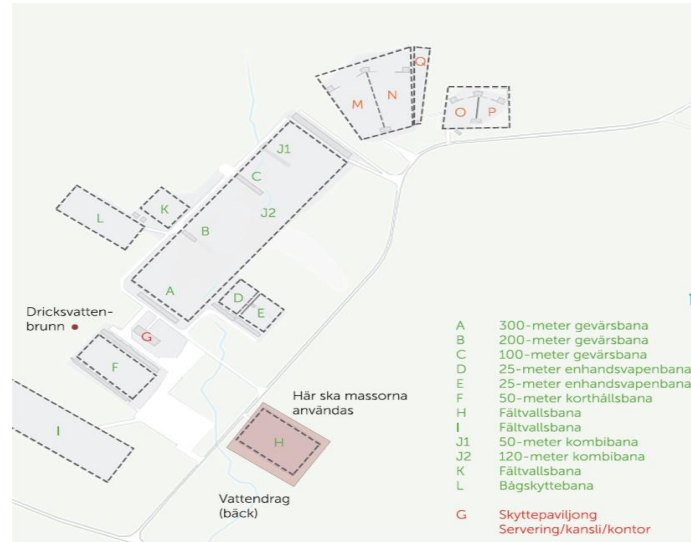 M
N
Q
O
P
J1
C
K
J2
L
B
A
D
E
Dricksvatten-
brunn
G
F
Här ska massorna
användas
I
H
Vattendrag
(bäck)
A 300-meter gevärsbana
B 200-meter gevärsbana
C 100-meter gevärsbana
D 25-meter enhandsvapenbana
E 25-meter enhandsvapenbana
F 50-meter korthållsbana
H Fältvallsbana
I Fältvallsbana
J1 50-meter kombibana
J2 120-meter kombibana
K Fältvallsbana
L Bågskyttebana
G Skyttepaviljong
Servering/kansli/kontor